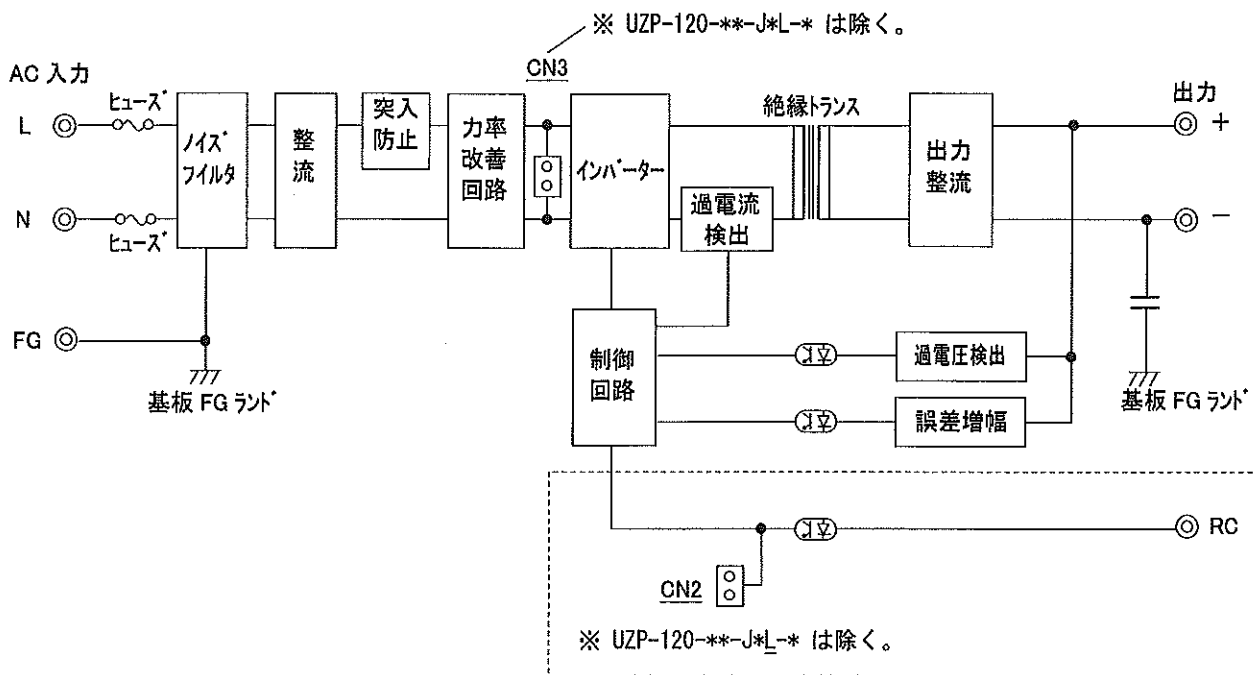 ※ UZP-120-**-J*L-* は除く。
CN3
AC 入力
ヒューズ
L
N
ヒューズ
FG
ノイズ
フィルタ
整
流
突入
防止
力率
改善
回路
インバーター
過電流
検出
絶縁トランス
出力
整流
出力
+
－
基板 FG ランド
制御
回路
過電圧検出
誤差増幅
基板 FG ランド
RC
CN2
※ UZP-120-**-J*L-* は除く。